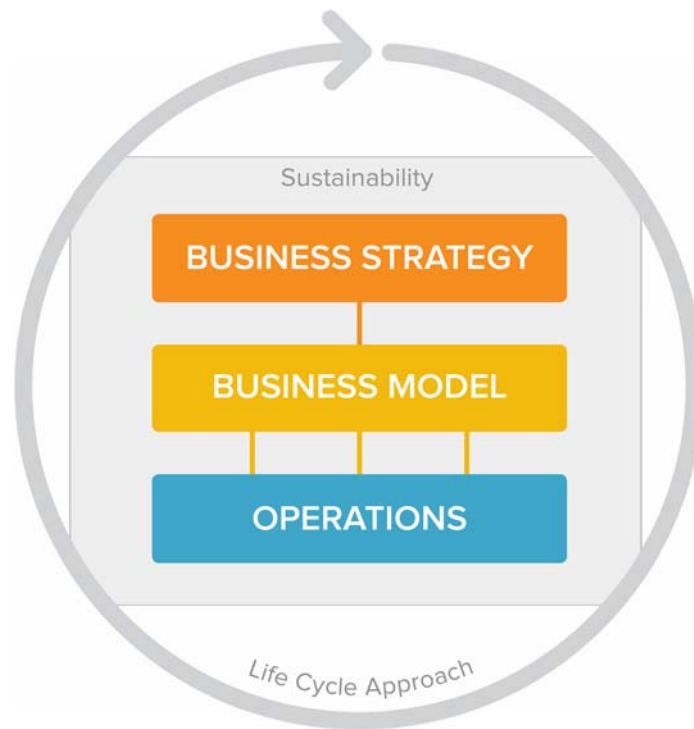 Sustainability
BUSINESS STRATEGY
BUSINESS MODEL
OPERATIONS
Life Cycle Approach